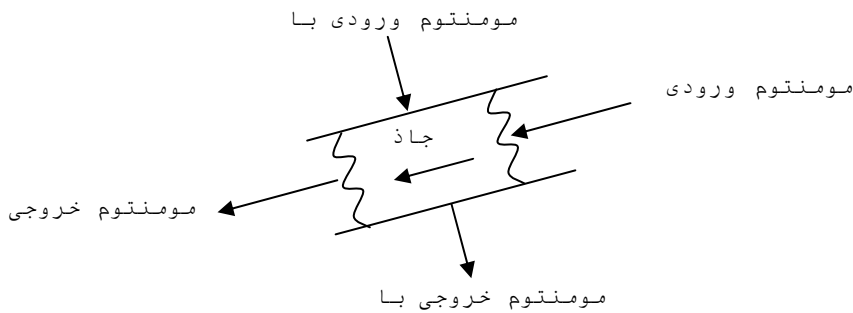 مومنتوم ورودی با
مومنتوم ورودی
جاذ
مومنتوم خروجی
مومنتوم خروجی با